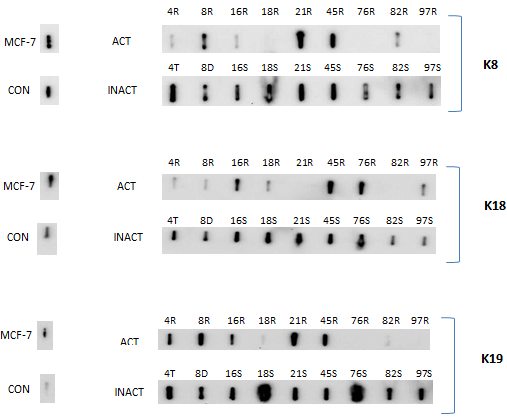 4R 8R 16R 18R 21R 45R 76R 82R 97R
MCF-7 ACT
K8
4T 8D 16S 18S 21S 45S 76S 82S 97S
CON INACT
4R 8R 16R 18R 21R 45R 76R 82R 97R
MCF-7 ACT
K18
4T 8D 16S 18S 21S 45S 76S 82S 97S
CON INACT
4R 8R 16R 18R 21R 45R 76R 82R 97R
MCF-7 ACT
K19
4T 8D 16S 18S 21S 45S 76S 82S 97S
CON INACT